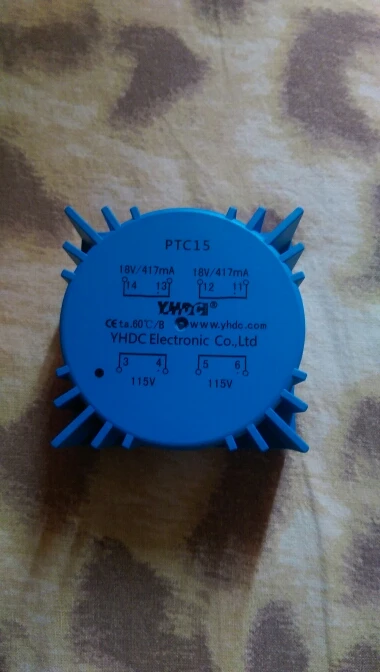 PTC15
18V/417mA 18V/417mA
14 13 12 11
YHDC®
CE ta.60℃/B www.yhdc.com
YHDC Electronic Co.,Ltd
3 4 5 6
115V 115V